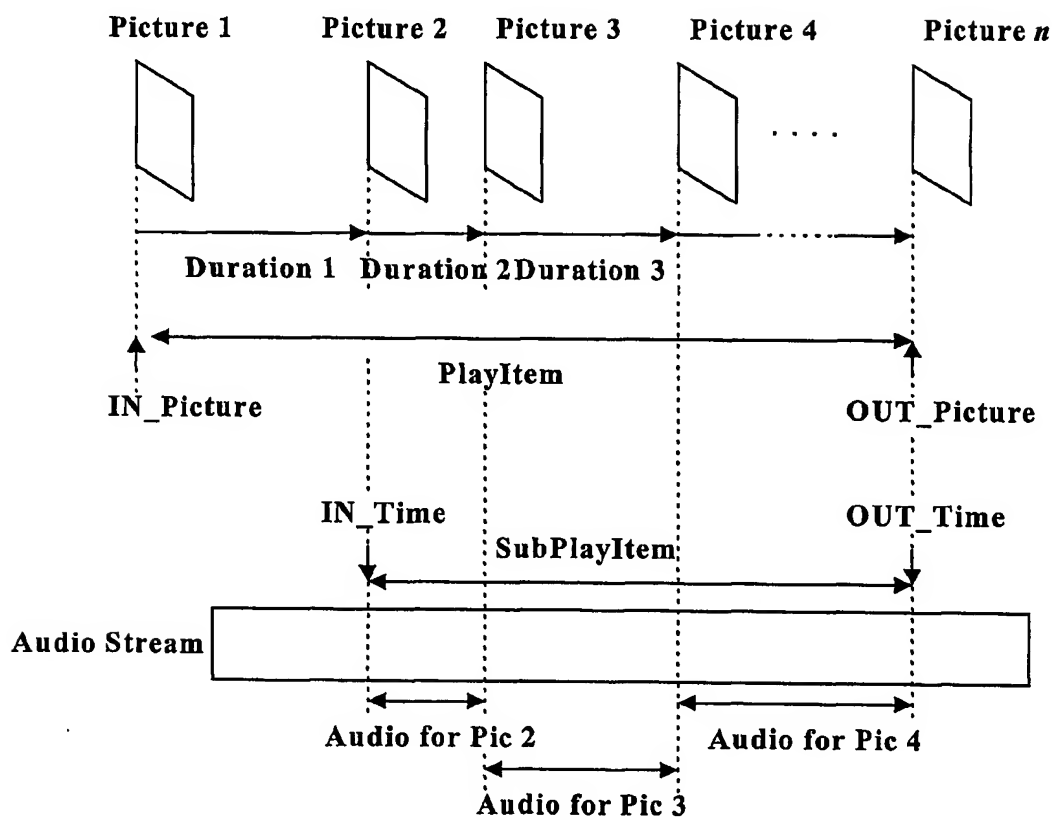 Picture 1 Picture 2 Picture 3 Picture 4 Picture n
. . . .
Duration 1 Duration 2 Duration 3
PlayItem
IN_Picture OUT_Picture
IN_Time OUT_Time
SubPlayItem
Audio Stream
Audio for Pic 2 Audio for Pic 4
Audio for Pic 3